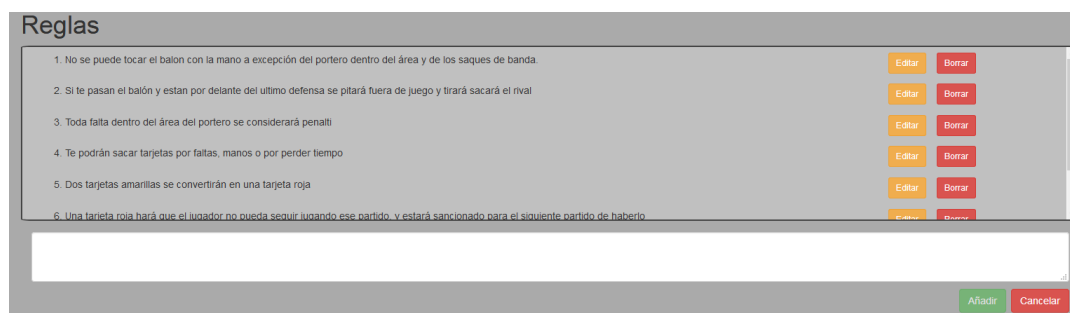 Reglas
1. No se puede tocar el balon con la mano a excepción del portero dentro del área y de los saques de banda. Editar Borrar
2. Si te pasan el balón y estan por delante del ultimo defensa se pitará fuera de juego y tirará sacará el rival Editar Borrar
3. Toda falta dentro del área del portero se considerará penalti Editar Borrar
4. Te podrán sacar tarjetas por faltas, manos o por perder tiempo Editar Borrar
5. Dos tarjetas amarillas se convertirán en una tarjeta roja Editar Borrar
6. Una tarjeta roja hará que el jugador no pueda seguir jugando ese partido, y estará sancionado para el siguiente partido de haberlo Editar Borrar
Añadir Cancelar